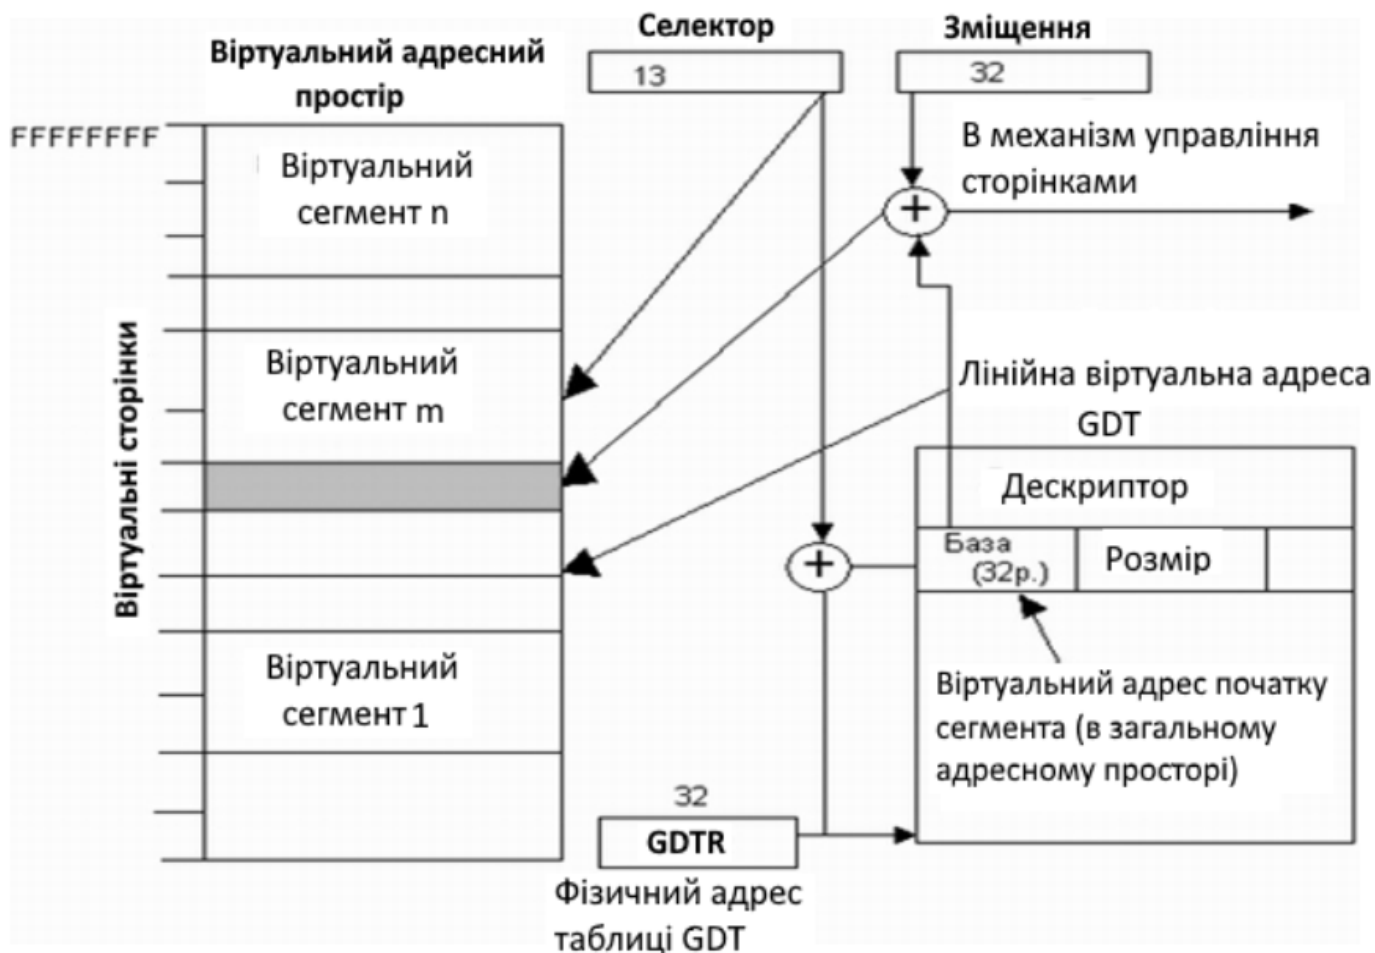 Віртуальний адресний
простір
Селектор
13
Зміщення
32
FFFFFFFF
Віртуальний
сегмент n
В механізм управління
сторінками
+
Віртуальні сторінки
Віртуальний
сегмент m
Лінійна віртуальна адреса
GDT
Дескриптор
База
(32р.)
Розмір
+
Віртуальний
сегмент 1
Віртуальний адрес початку
сегмента (в загальному
адресному просторі)
32
GDTR
Фізичний адрес
таблиці GDT